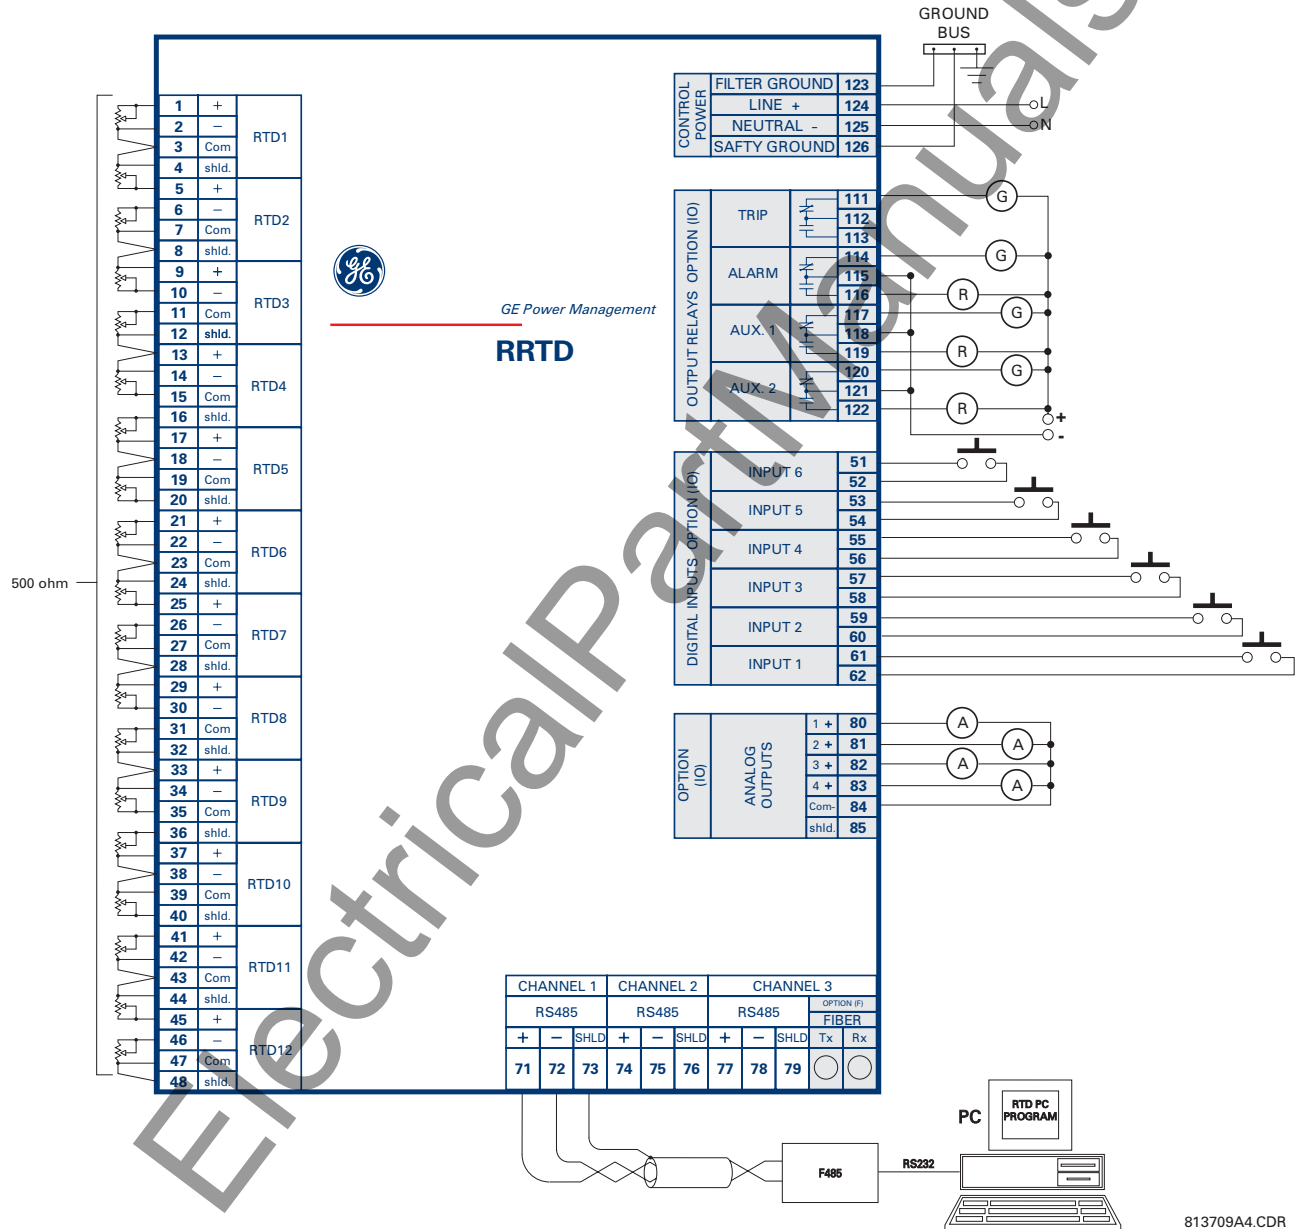 GROUND
BUS
CONTROL
POWER
FILTER GROUND 123
LINE + 124
NEUTRAL - 125
SAFTY GROUND 126
L
N
1 +
2 –
3 Com
4 shld.
RTD1
5 +
6 –
7 Com
8 shld.
RTD2
9 +
10 –
11 Com
12 shld.
RTD3
13 +
14 –
15 Com
16 shld.
RTD4
17 +
18 –
19 Com
20 shld.
RTD5
21 +
22 –
23 Com
24 shld.
RTD6
25 +
26 –
27 Com
28 shld.
RTD7
29 +
30 –
31 Com
32 shld.
RTD8
33 +
34 –
35 Com
36 shld.
RTD9
37 +
38 –
39 Com
40 shld.
RTD10
41 +
42 –
43 Com
44 shld.
RTD11
45 +
46 –
47 Com
48 shld.
RTD12
500 ohm
GE
GE Power Management
RRTD
OUTPUT RELAYS OPTION (IO)
TRIP
111
112
113
ALARM
114
115
116
AUX. 1
117
118
119
AUX. 2
120
121
122
G
G
R
G
R
G
R
+
-
DIGITAL INPUTS OPTION (IO)
INPUT 6
51
52
INPUT 5
53
54
INPUT 4
55
56
INPUT 3
57
58
INPUT 2
59
60
INPUT 1
61
62
OPTION
(IO)
ANALOG
OUTPUTS
1 + 80
2 + 81
3 + 82
4 + 83
Com- 84
shld. 85
A
A
A
A
CHANNEL 1 CHANNEL 2 CHANNEL 3
RS485 RS485 RS485
OPTION (F)
FIBER
+ – SHLD + – SHLD + – SHLD Tx Rx
71 72 73 74 75 76 77 78 79
PC
RTD PC
PROGRAM
F485
RS232
813709A4.CDR
ElectricalPartManuals